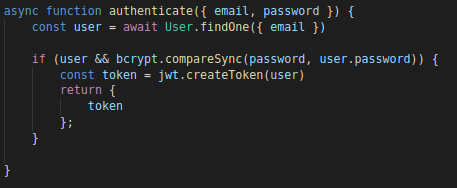 async function authenticate({ email, password }) {
    const user = await User.findOne({ email })

    if (user && bcrypt.compareSync(password, user.password)) {
        const token = jwt.createToken(user)
        return {
            token
        };
    }

}